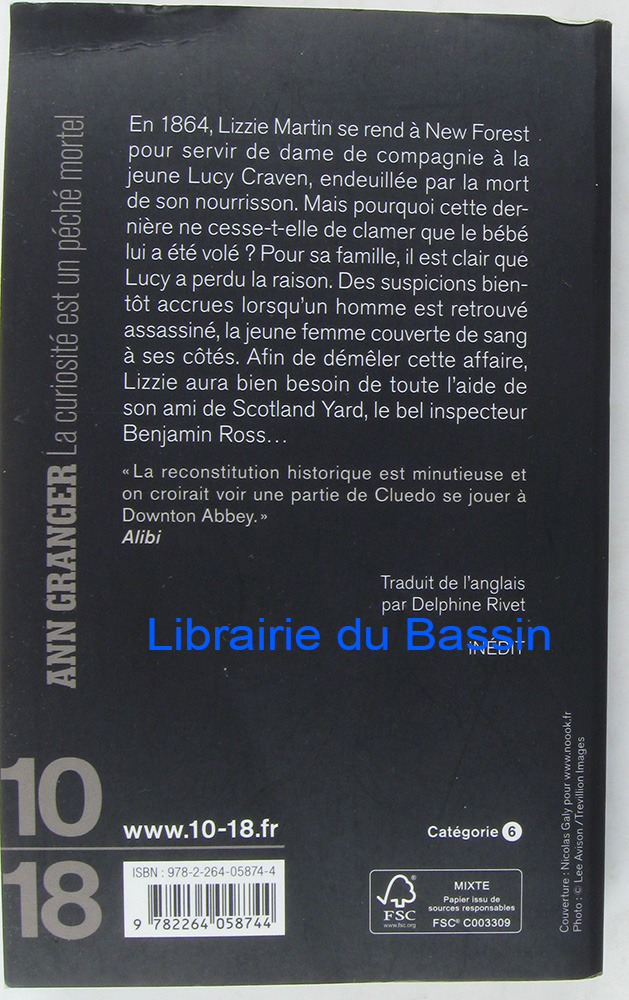 ANN GRANGER La curiosité est un péché mortel
En 1864, Lizzie Martin se rend à New Forest
pour servir de dame de compagnie à la
jeune Lucy Craven, endeuillée par la mort
de son nourrisson. Mais pourquoi cette der-
nière ne cesse-t-elle de clamer que le bébé
lui a été volé ? Pour sa famille, il est clair que
Lucy a perdu la raison. Des suspicions bien-
tôt accrues lorsqu'un homme est retrouvé
assassiné, la jeune femme couverte de sang
à ses côtés. Afin de démêler cette affaire,
Lizzie aura bien besoin de toute l'aide de
son ami de Scotland Yard, le bel inspecteur
Benjamin Ross...
« La reconstitution historique est minutieuse et
on croirait voir une partie de Cluedo se jouer à
Downton Abbey. »
Alibi
Traduit de l'anglais
par Delphine Rivet
Librairie du Bassin
INÉDIT
10
18
www.10-18.fr
Catégorie 6
ISBN : 978-2-264-05874-4
9 782264 058744
FSC
www.fsc.org
MIXTE
Papier issu de
sources responsables
FSC® C003309
Couverture : Nicolas Galy pour www.noook.fr
Photo : © Lee Avison / Trevillion Images